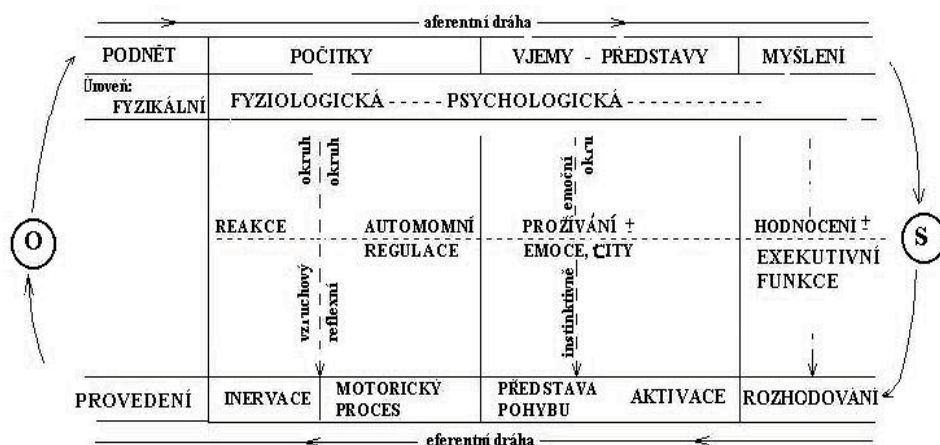 aferentní dráha
PODNĚT POČITKY VJEMY - PŘEDSTAVY MYŠLENÍ
Úroveň:
FYZIKÁLNÍ FYZIOLOGICKÁ ----- PSYCHOLOGICKÁ
vzruchový okruh
reflexní okruh
instinktivně emoční okru
REAKCE AUTOMOMNÍ PROŽÍVÁNÍ ± HODNOCENÍ ±
REGULACE EMOCE, CITY EXEKUTIVNÍ
FUNKCE
O S
PROVEDENÍ INERVACE MOTORICKÝ PŘEDSTAVA AKTIVACE ROZHODOVÁNÍ
PROCES POHYBU
eferentní dráha